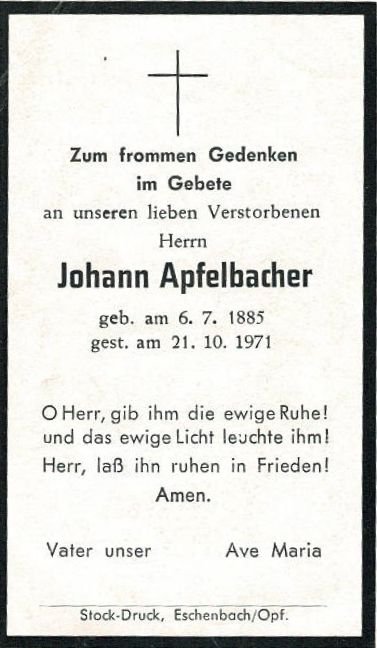 Zum frommen Gedenken
im Gebete
an unseren lieben Verstorbenen
Herrn
Johann Apfelbacher
geb. am 6. 7. 1885
gest. am 21. 10. 1971
O Herr, gib ihm die ewige Ruhe!
und das ewige Licht leuchte ihm!
Herr, laß ihn ruhen in Frieden!
Amen.
Vater unser Ave Maria
Stock-Druck, Eschenbach/Opf.